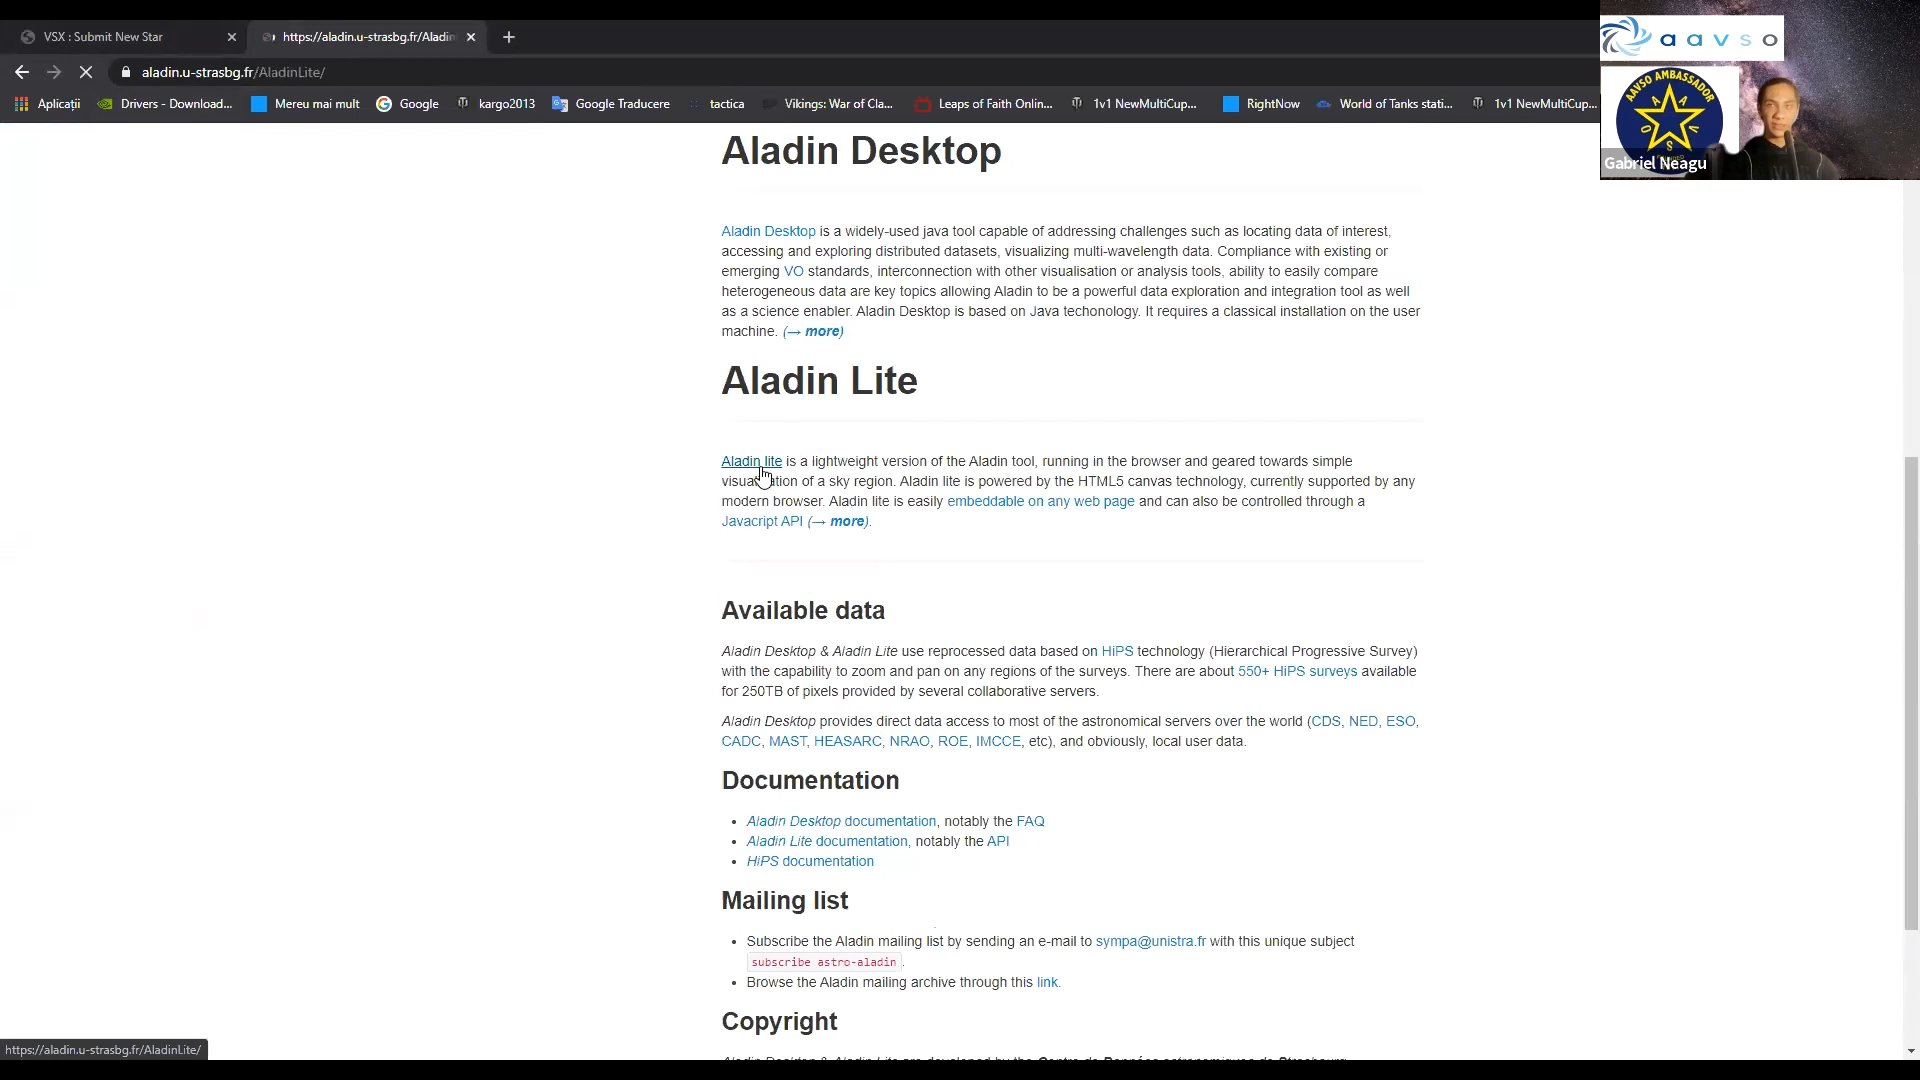 VSX : Submit New Star
https://aladin.u-strasbg.fr/Aladin
aladin.u-strasbg.fr/AladinLite/
Aplicații
Drivers - Download...
Mereu mai mult
Google
kargo2013
Google Traducere
tactica
Vikings: War of Cla...
Leaps of Faith Onlin...
1v1 NewMultiCup...
RightNow
World of Tanks stati...
1v1 NewMultiCup...
aavso
AAVSO AMBASSADOR
A A V S O
Gabriel Neagu
Aladin Desktop
Aladin Desktop is a widely-used java tool capable of addressing challenges such as locating data of interest,
accessing and exploring distributed datasets, visualizing multi-wavelength data. Compliance with existing or
emerging VO standards, interconnection with other visualisation or analysis tools, ability to easily compare
heterogeneous data are key topics allowing Aladin to be a powerful data exploration and integration tool as well
as a science enabler. Aladin Desktop is based on Java techonology. It requires a classical installation on the user
machine. (→ more)
Aladin Lite
Aladin lite is a lightweight version of the Aladin tool, running in the browser and geared towards simple
of a sky region. Aladin lite is powered by the HTML5 canvas technology, currently supported by any
modern browser. Aladin lite is easily embeddable on any web page and can also be controlled through a
Javacript API (→ more).
Available data
Aladin Desktop & Aladin Lite use reprocessed data based on HiPS technology (Hierarchical Progressive Survey)
with the capability to zoom and pan on any regions of the surveys. There are about 550+ HiPS surveys available
for 250TB of pixels provided by several collaborative servers.
Aladin Desktop provides direct data access to most of the astronomical servers over the world (CDS, NED, ESO,
CADC, MAST, HEASARC, NRAO, ROE, IMCCE, etc), and obviously, local user data.
Documentation
• Aladin Desktop documentation, notably the FAQ
• Aladin Lite documentation, notably the API
• HiPS documentation
Mailing list
• Subscribe the Aladin mailing list by sending an e-mail to sympa@unistra.fr with this unique subject
subscribe astro-aladin.
• Browse the Aladin mailing archive through this link.
Copyright
Aladin Desktop & Aladin Lite are developed by the Centre de Données astronomiques de Strasbourg
https://aladin.u-strasbg.fr/AladinLite/